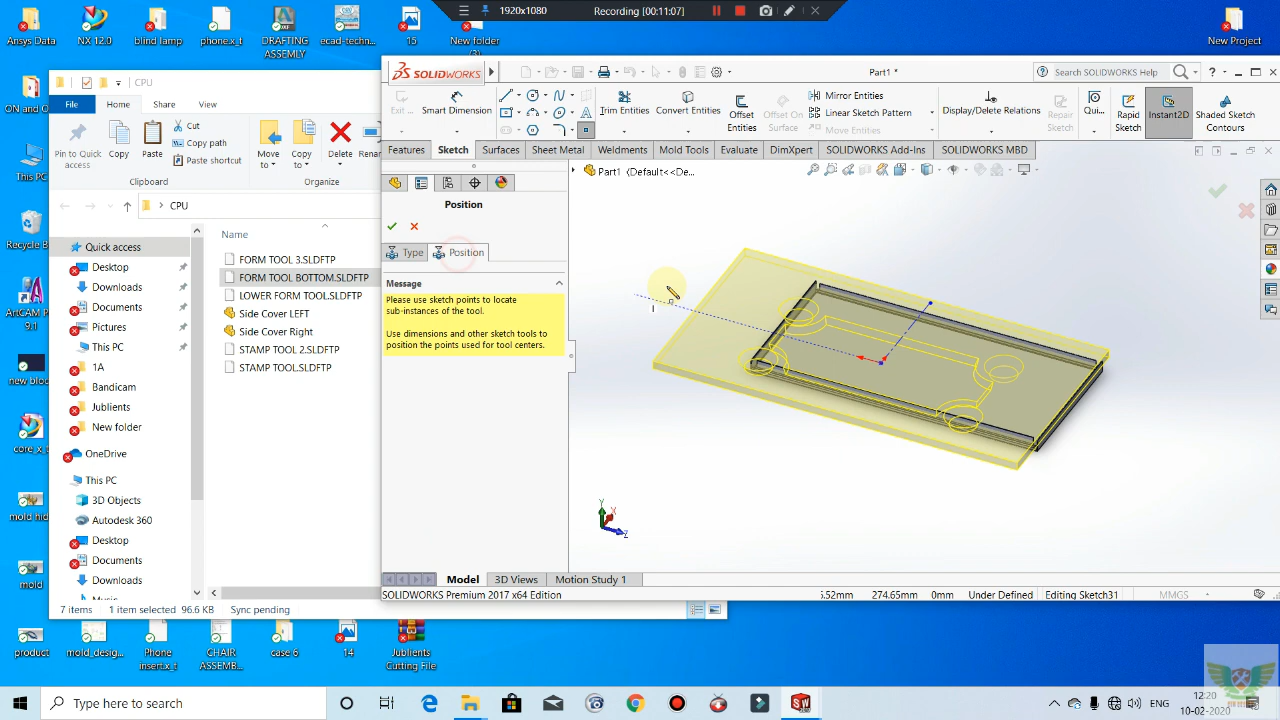 1920x1080
Recording [00:11:07]
Ansys Data
NX 12.0
blind lamp
phone.x_t
DRAFTING ASSEMLY
ecad-techn...
15
New folder
New Project
ON and O
This PC
Recycle B
ArtCAM P
9.1
new bloc
core_x_t
mold hid
mold
CPU
File
Home
Share
View
Pin to Quick access
Copy
Paste
Cut
Copy path
Paste shortcut
Clipboard
Move to
Copy to
Delete
Renan
Organize
CPU
Quick access
Desktop
Downloads
Documents
Pictures
This PC
1A
Bandicam
Jublients
New folder
OneDrive
This PC
3D Objects
Autodesk 360
Desktop
Documents
Downloads
Music
Name
FORM TOOL 3.SLDFTP
FORM TOOL BOTTOM.SLDFTP
LOWER FORM TOOL.SLDFTP
Side Cover LEFT
Side Cover Right
STAMP TOOL 2.SLDFTP
STAMP TOOL.SLDFTP
7 items
1 item selected 96.6 KB
Sync pending
SOLIDWORKS
Part1 *
Search SOLIDWORKS Help
Exit ...
Smart Dimension
Trim Entities
Convert Entities
Offset Entities
Offset On Surface
Mirror Entities
Linear Sketch Pattern
Move Entities
Display/Delete Relations
Repair Sketch
Qui...
Rapid Sketch
Instant2D
Shaded Sketch Contours
Features
Sketch
Surfaces
Sheet Metal
Weldments
Mold Tools
Evaluate
DimXpert
SOLIDWORKS Add-Ins
SOLIDWORKS MBD
Part1 (Default<<De...
Position
Type
Position
Message
Please use sketch points to locate
sub-instances of the tool.
Use dimensions and other sketch tools to
position the points used for tool centers.
Y
X
Z
Model
3D Views
Motion Study 1
SOLIDWORKS Premium 2017 x64 Edition
5.52mm
274.65mm
0mm
Under Defined
Editing Sketch31
MMGS
product
mold_desig...
Phone insert.x_t
CHAIR ASSEMB...
case 6
14
Jublients Cutting File
Type here to search
ENG
12:20
10-02-2020